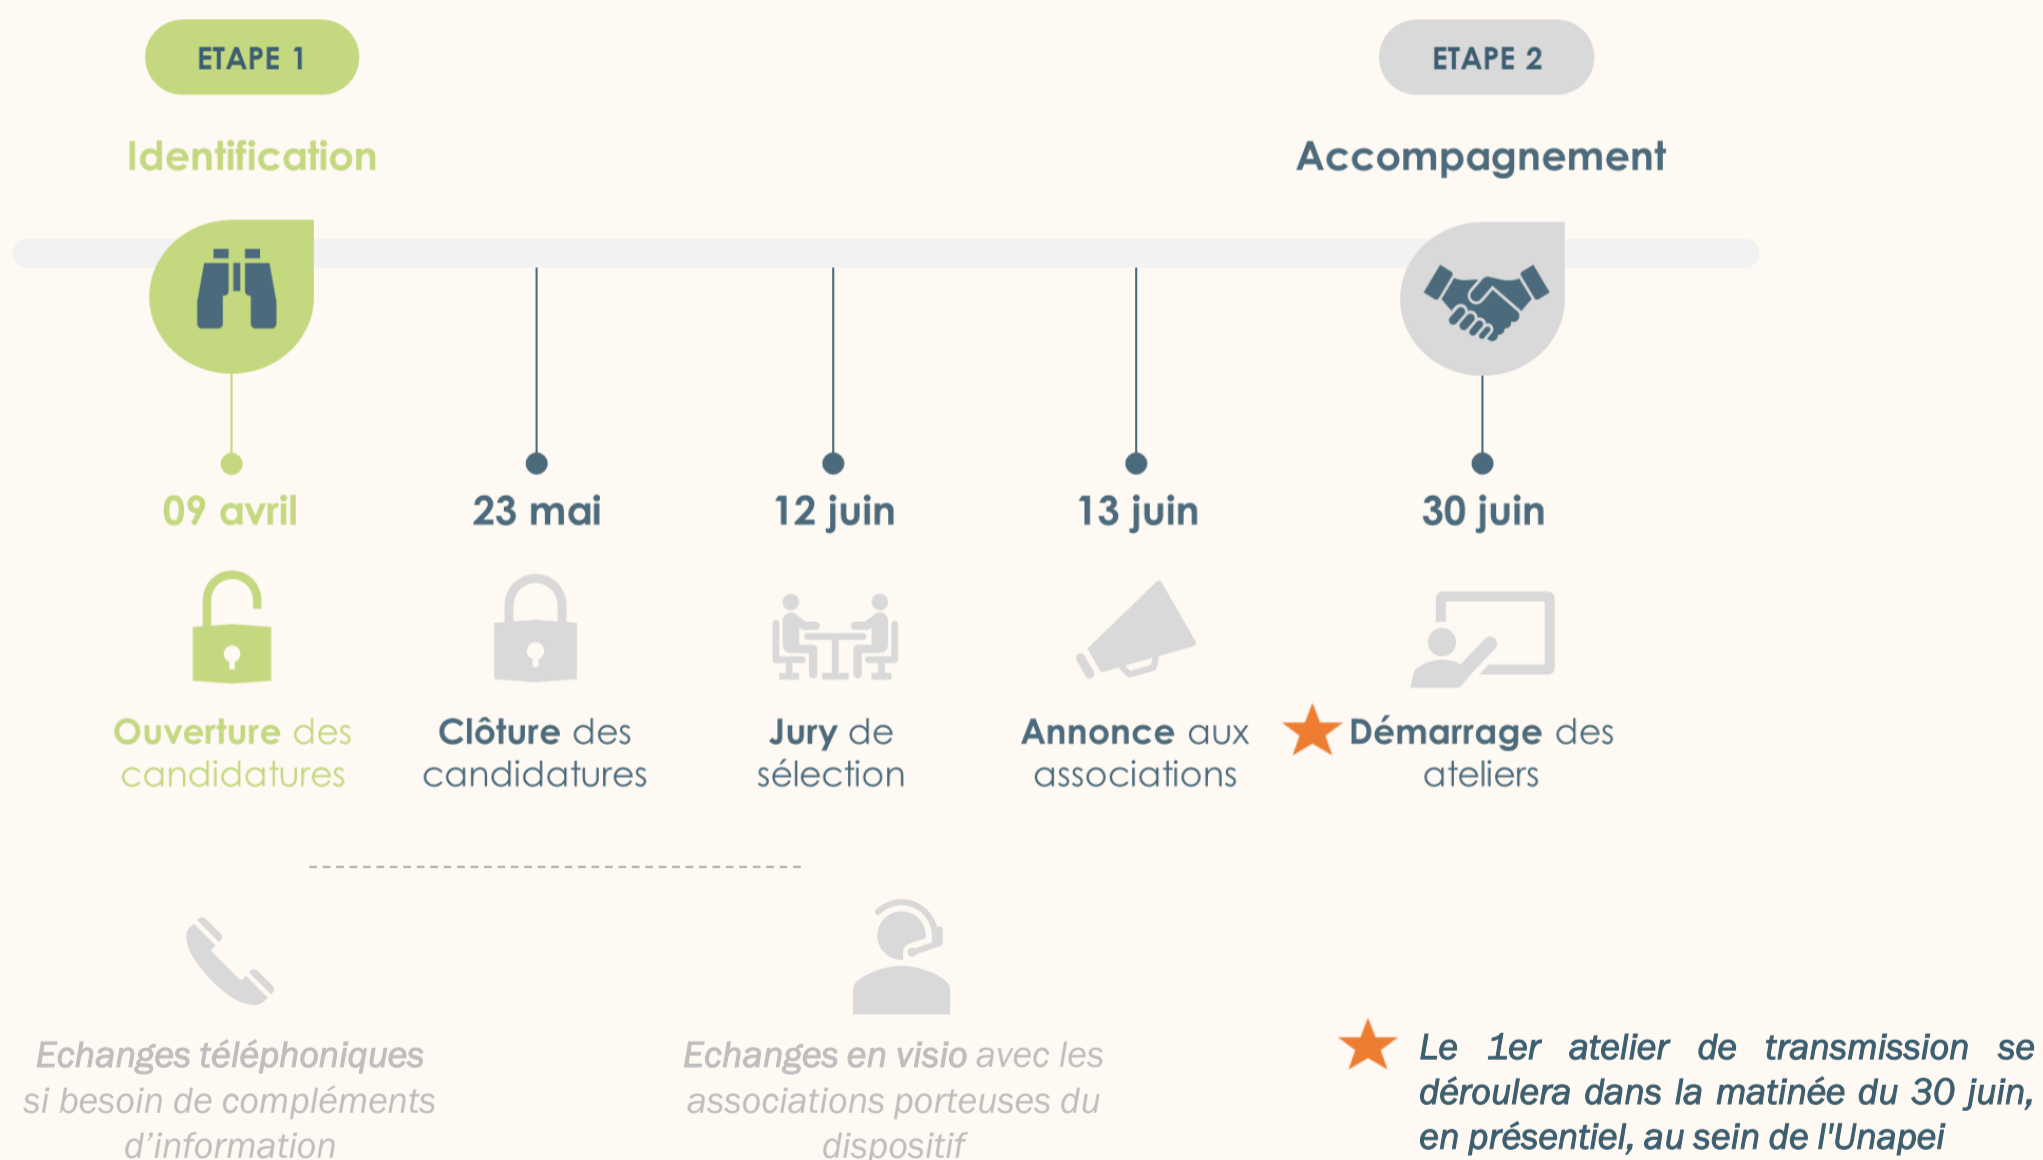 ETAPE 1
ETAPE 2
Identification
Accompagnement
09 avril
23 mai
12 juin
13 juin
30 juin
Ouverture des
candidatures
Clôture des
candidatures
Jury de
sélection
Annonce aux
associations
Démarrage des
ateliers
Echanges téléphoniques
si besoin de compléments
d’information
Echanges en visio avec les
associations porteuses du
dispositif
Le 1er atelier de transmission se
déroulera dans la matinée du 30 juin,
en présentiel, au sein de l'Unapei